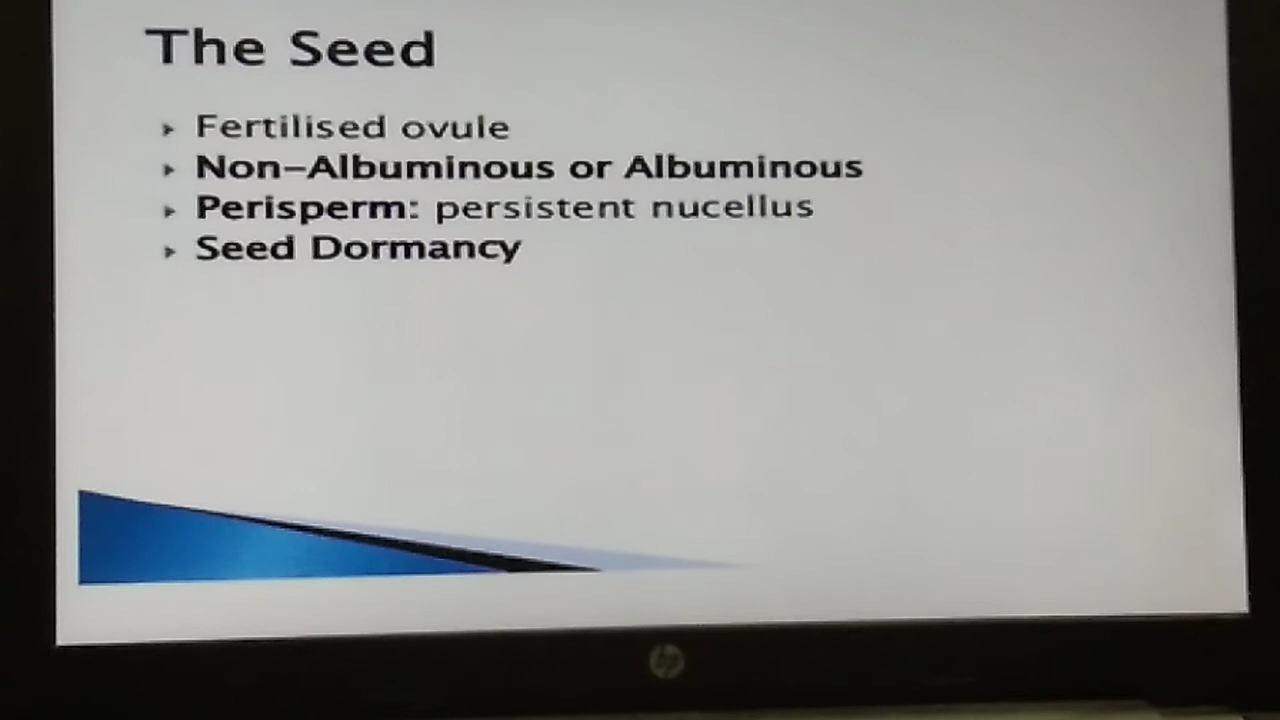 The Seed
Fertilised ovule
Non-Albuminous or Albuminous
Perisperm: persistent nucellus
Seed Dormancy
hp